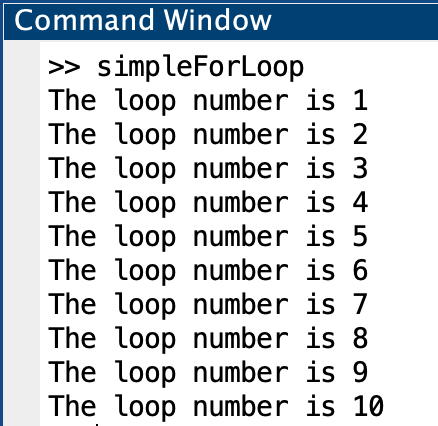 Command Window
>> simpleForLoop
The loop number is 1
The loop number is 2
The loop number is 3
The loop number is 4
The loop number is 5
The loop number is 6
The loop number is 7
The loop number is 8
The loop number is 9
The loop number is 10